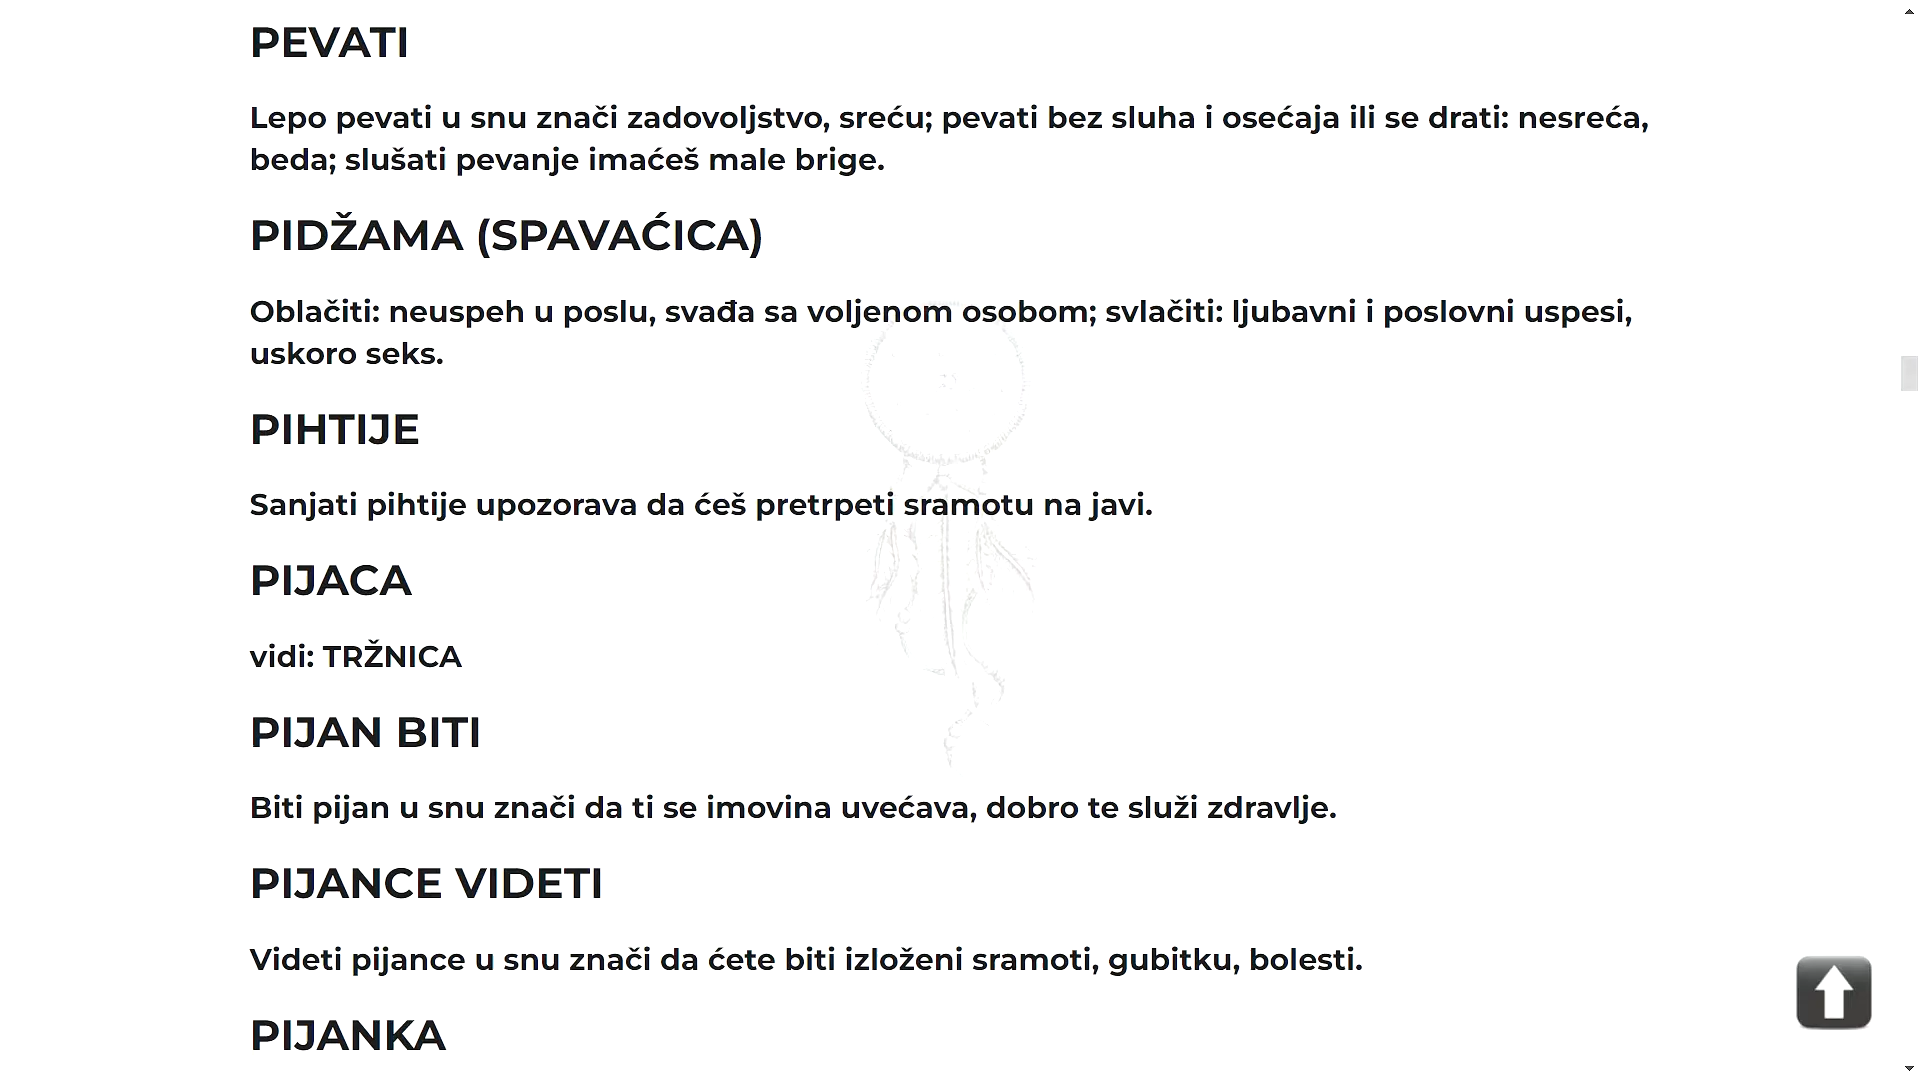 PEVATI
Lepo pevati u snu znači zadovoljstvo, sreću; pevati bez sluha i osećaja ili se drati: nesreća,
beda; slušati pevanje imaćeš male brige.
PIDŽAMA (SPAVAĆICA)
Oblačiti: neuspeh u poslu, svađa sa voljenom osobom; svlačiti: ljubavni i poslovni uspesi,
uskoro seks.
PIHTIJE
Sanjati pihtije upozorava da ćeš pretrpeti sramotu na javi.
PIJACA
vidi: TRŽNICA
PIJAN BITI
Biti pijan u snu znači da ti se imovina uvećava, dobro te služi zdravlje.
PIJANCE VIDETI
Videti pijance u snu znači da ćete biti izloženi sramoti, gubitku, bolesti.
PIJANKA